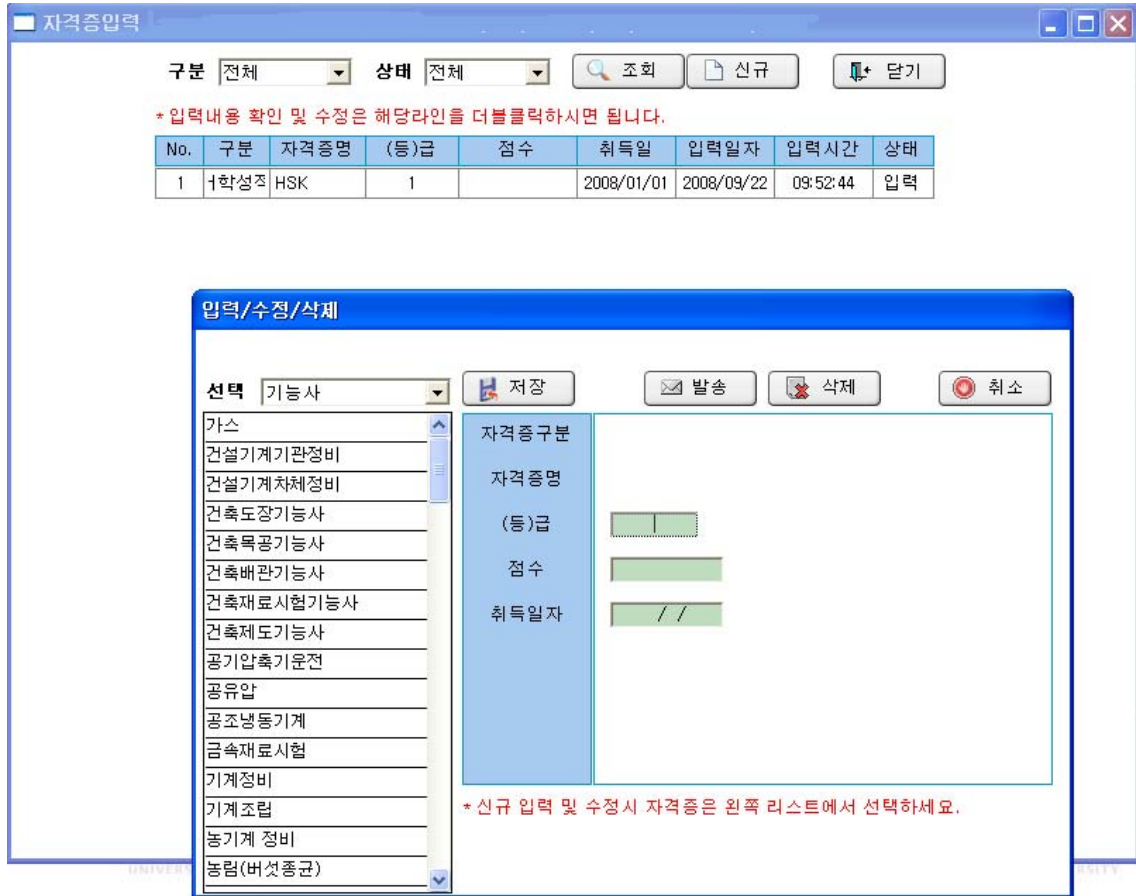 자격증입력
구분 전체 상태 전체 조회 신규 닫기
* 입력내용 확인 및 수정은 해당라인을 더블클릭하시면 됩니다.
No. 구분 자격증명 (등)급 점수 취득일 입력일자 입력시간 상태
1 HSK 1 2008/01/01 2008/09/22 09:52:44 입력
입력/수정/삭제
선택 기능사 저장 발송 삭제 취소
가스
건설기계기관정비
건설기계차체정비
건축도장기능사
건축목공기능사
건축배관기능사
건축재료시험기능사
건축제도기능사
공기압축기운전
공유압
공조냉동기계
금속재료시험
기계정비
기계조립
농기계 정비
농림(버섯종균)
자격증구분
자격증명
(등)급
점수
취득일자 / /
* 신규 입력 및 수정시 자격증은 왼쪽 리스트에서 선택하세요.